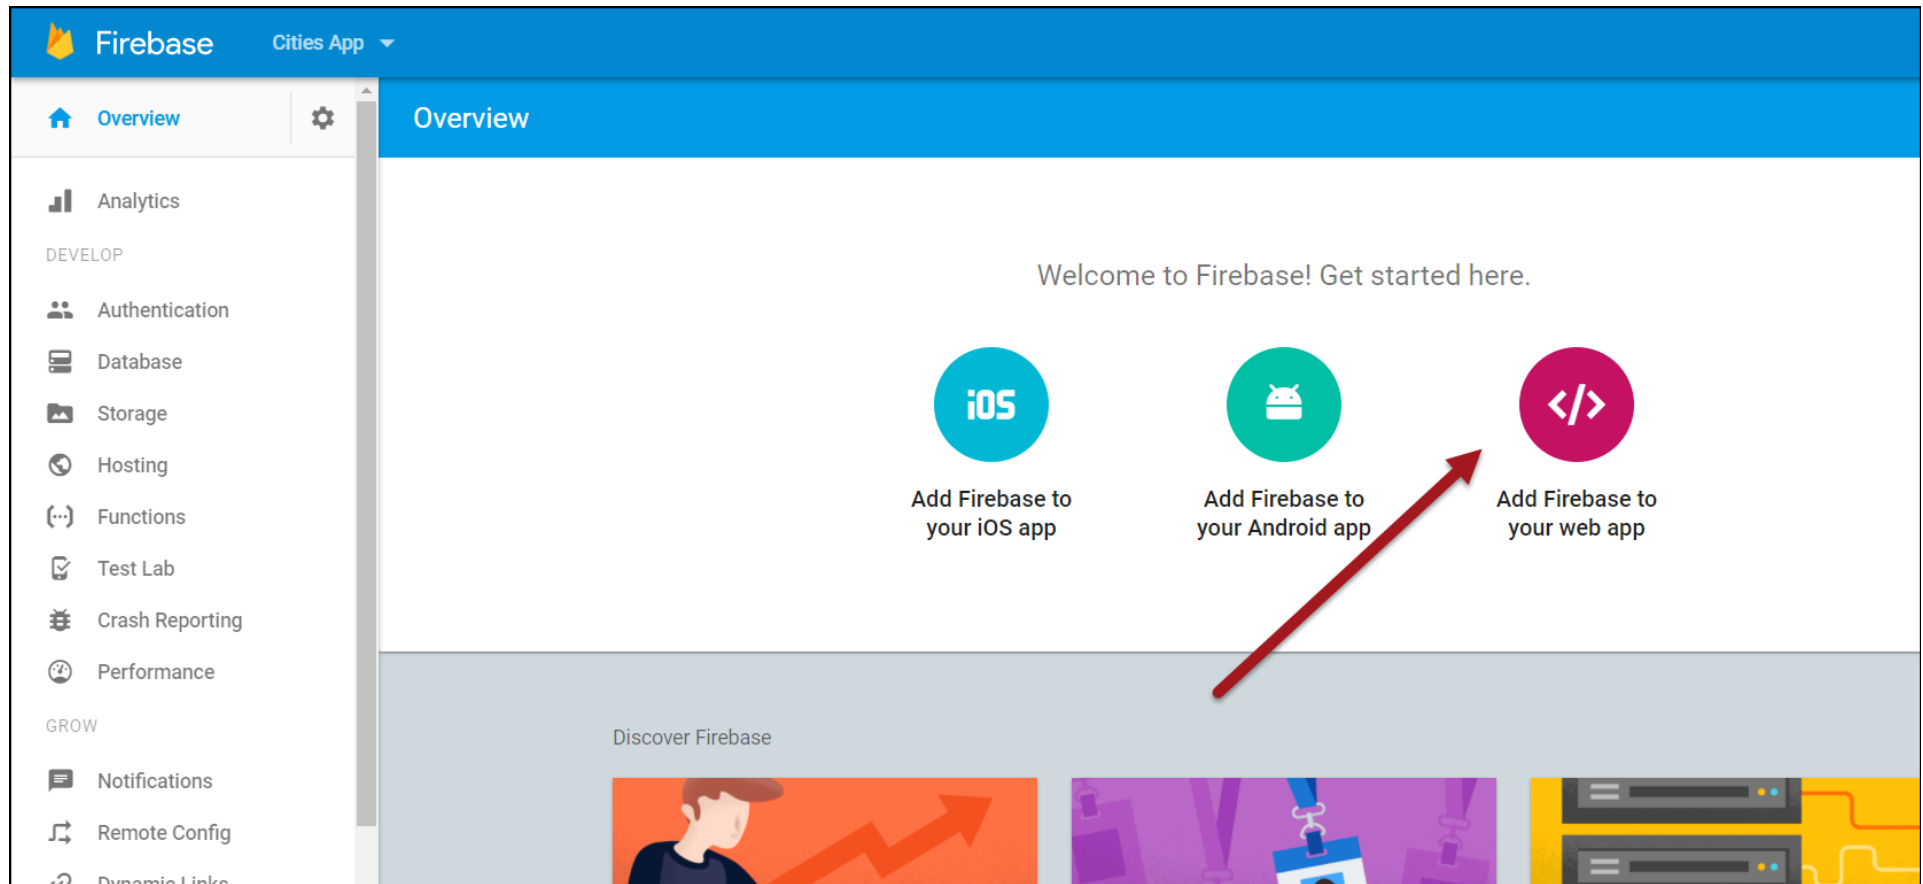 Firebase
Cities App
Overview
Overview
Analytics
DEVELOP
Authentication
Database
Storage
Hosting
Functions
Test Lab
Crash Reporting
Performance
GROW
Notifications
Remote Config
Dynamic Links
Welcome to Firebase! Get started here.
iOS
Add Firebase to
your iOS app
Add Firebase to
your Android app
</>
Add Firebase to
your web app
Discover Firebase